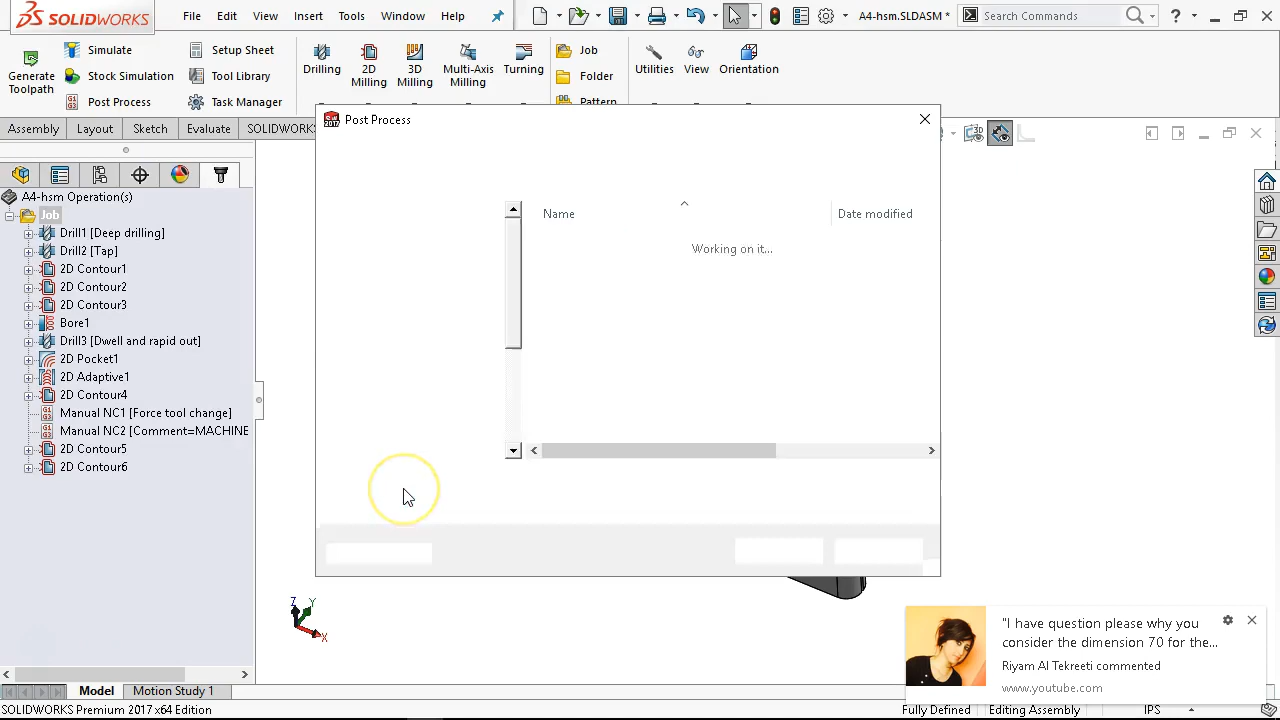 SOLIDWORKS
File Edit View Insert Tools Window Help
A4-hsm.SLDASM *
Search Commands
?
Generate Toolpath
Simulate
Stock Simulation
Post Process
Setup Sheet
Tool Library
Task Manager
Drilling
2D Milling
3D Milling
Multi-Axis Milling
Turning
Job
Folder
Pattern
Utilities
View
Orientation
Assembly Layout Sketch Evaluate SOLIDWORKS
Post Process
Name Date modified
Working on it...
A4-hsm Operation(s)
Job
Drill1 [Deep drilling]
Drill2 [Tap]
2D Contour1
2D Contour2
2D Contour3
Bore1
Drill3 [Dwell and rapid out]
2D Pocket1
2D Adaptive1
2D Contour4
Manual NC1 [Force tool change]
Manual NC2 [Comment=MACHINE
2D Contour5
2D Contour6
Z Y X
"I have question please why you
consider the dimension 70 for the...
Riyam Al Tekreeti commented
www.youtube.com
Model Motion Study 1
SOLIDWORKS Premium 2017 x64 Edition
Fully Defined Editing Assembly IPS